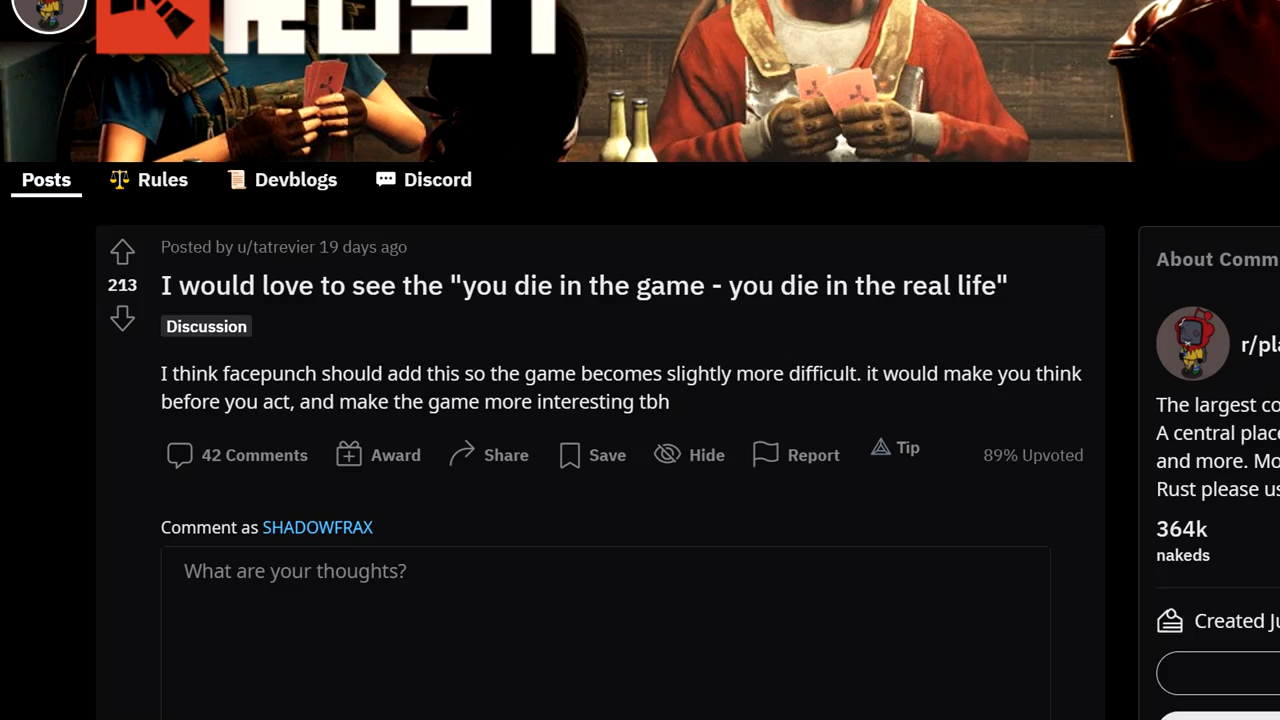 RUST
Posts Rules Devblogs Discord
Posted by u/tatrevier 19 days ago
213
I would love to see the "you die in the game - you die in the real life"
Discussion
I think facepunch should add this so the game becomes slightly more difficult. it would make you think
before you act, and make the game more interesting tbh
42 Comments Award Share Save Hide Report Tip 89% Upvoted
Comment as SHADOWFRAX
What are your thoughts?
About Comm
r/pla
The largest co
A central place
and more. Mo
Rust please us
364k
nakeds
Created Ju